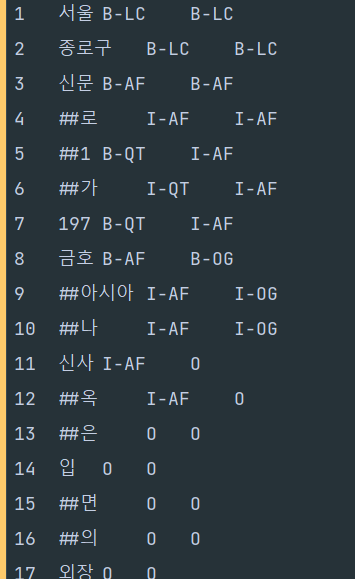 1 서울 B-LC B-LC
2 종로구 B-LC B-LC
3 신문 B-AF B-AF
4 ##로 I-AF I-AF
5 ##1 B-QT I-AF
6 ##가 I-QT I-AF
7 197 B-QT I-AF
8 금호 B-AF B-OG
9 ##아시아 I-AF I-OG
10 ##나 I-AF I-OG
11 신사 I-AF O
12 ##옥 I-AF O
13 ##은 O O
14 입 O O
15 ##면 O O
16 ##의 O O
17 외장 O O